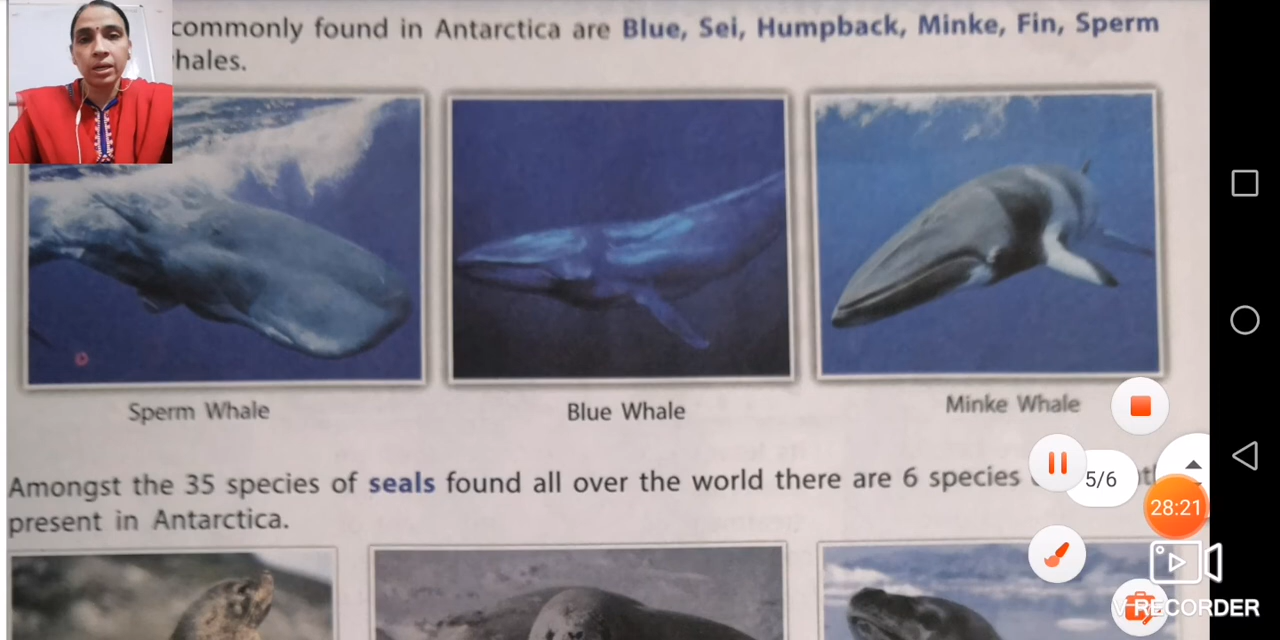 commonly found in Antarctica are Blue, Sei, Humpback, Minke, Fin, Sperm
hales.
Sperm Whale
Blue Whale
Minke Whale
Amongst the 35 species of seals found all over the world there are 6 species
present in Antarctica.
5/6
28:21
RECORDER